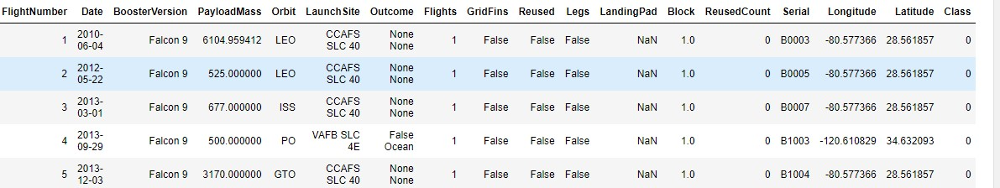 FlightNumber Date BoosterVersion PayloadMass Orbit LaunchSite Outcome Flights GridFins Reused Legs LandingPad Block ReusedCount Serial Longitude Latitude Class
1 2010-06-04 Falcon 9 6104.959412 LEO CCAFS SLC 40 None None 1 False False False NaN 1.0 0 B0003 -80.577366 28.561857 0
2 2012-05-22 Falcon 9 525.000000 LEO CCAFS SLC 40 None None 1 False False False NaN 1.0 0 B0005 -80.577366 28.561857 0
3 2013-03-01 Falcon 9 677.000000 ISS CCAFS SLC 40 None None 1 False False False NaN 1.0 0 B0007 -80.577366 28.561857 0
4 2013-09-29 Falcon 9 500.000000 PO VAFB SLC 4E False Ocean 1 False False False NaN 1.0 0 B1003 -120.610829 34.632093 0
5 2013-12-03 Falcon 9 3170.000000 GTO CCAFS SLC 40 None None 1 False False False NaN 1.0 0 B1004 -80.577366 28.561857 0